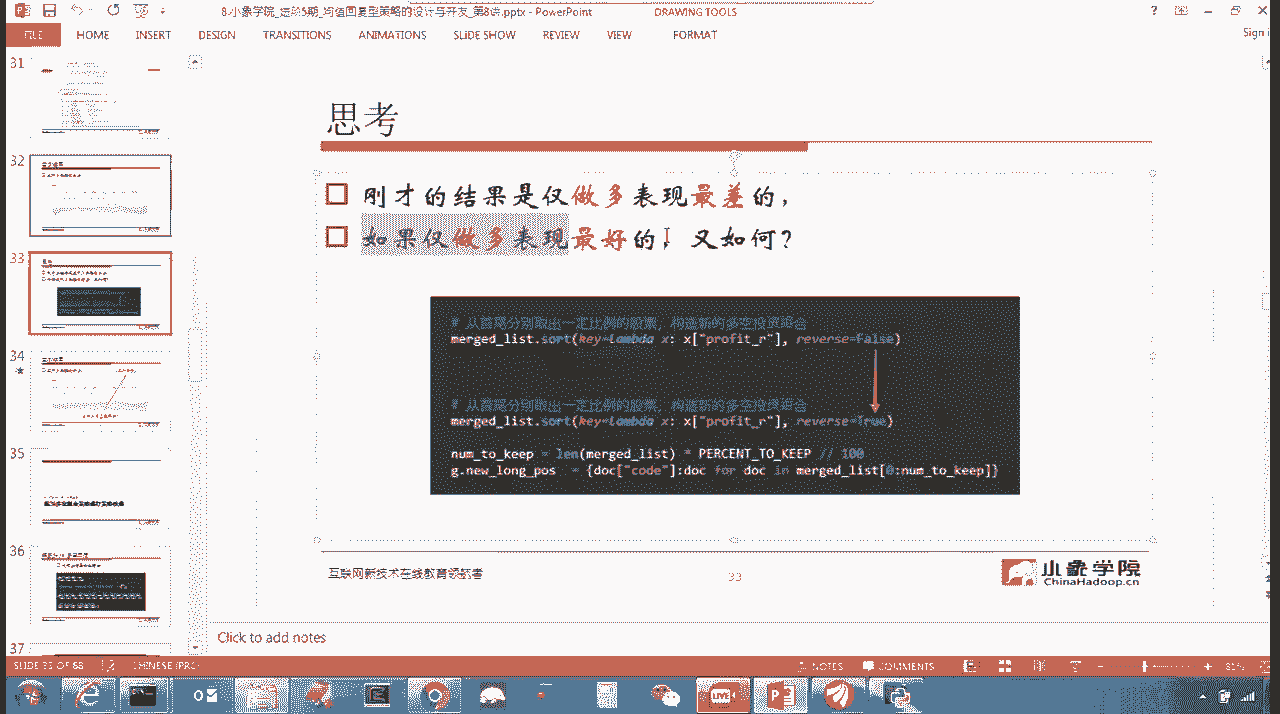 8.小象学院_运总5期_均值回复型策略的设计与开发_第8讲.pptx - PowerPoint
DRAWING TOOLS
FILE HOME INSERT DESIGN TRANSITIONS ANIMATIONS SLIDE SHOW REVIEW VIEW FORMAT
Sign i
31
32
33
34
35
36
37
思考
刚才的结果是仅做多表现最差的,
如果仅做多表现最好的, 又如何?
# 从首尾分别取出一定比例的股票, 构造新的多空投资组合
merged_list.sort(key=lambda x: x["profit_r"], reverse=False)
# 从首尾分别取出一定比例的股票, 构造新的多空投资组合
merged_list.sort(key=lambda x: x["profit_r"], reverse=True)
num_to_keep = len(merged_list) * PERCENT_TO_KEEP // 100
g.new_long_pos = {doc["code"]:doc for doc in merged_list[0:num_to_keep]}
互联网新技术在线教育领航者
33
小象学院
ChinaHadoop.cn
Click to add notes
SLIDE 33 OF 88 CHINESE (PRC) NOTES COMMENTS 81%
LIVE